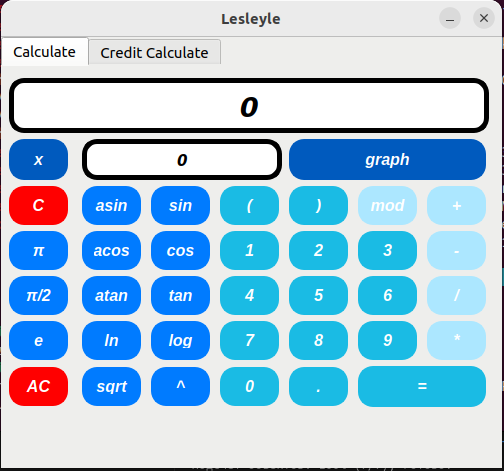 Lesleyle
Calculate Credit Calculate
0
x 0 graph
C asin sin ( ) mod +
π acos cos 1 2 3 -
π/2 atan tan 4 5 6 /
e ln log 7 8 9 *
AC sqrt ^ 0 . =